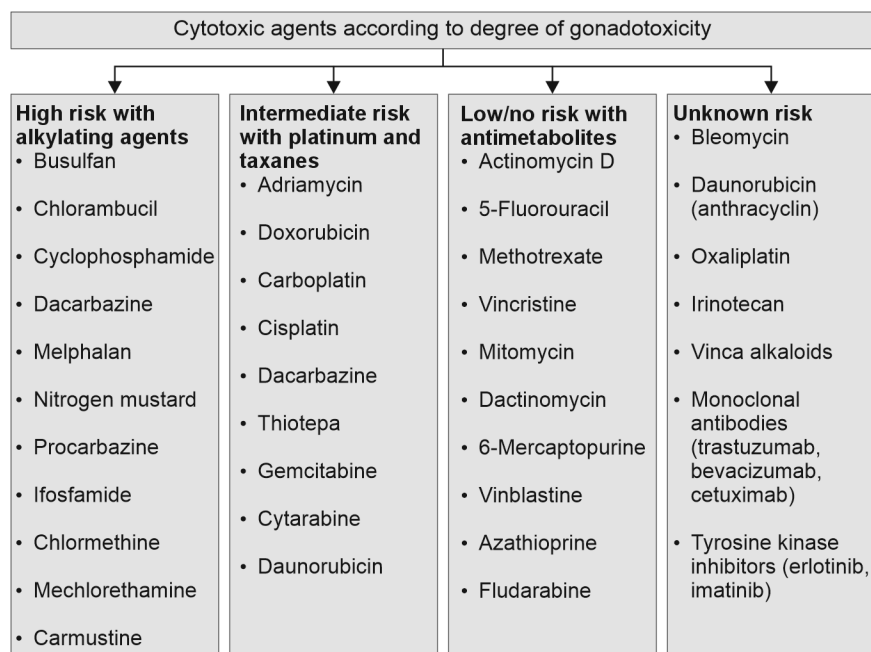 Cytotoxic agents according to degree of gonadotoxicity
High risk with
alkylating agents
• Busulfan
• Chlorambucil
• Cyclophosphamide
• Dacarbazine
• Melphalan
• Nitrogen mustard
• Procarbazine
• Ifosfamide
• Chlormethine
• Mechlorethamine
• Carmustine
Intermediate risk
with platinum and
taxanes
• Adriamycin
• Doxorubicin
• Carboplatin
• Cisplatin
• Dacarbazine
• Thiotepa
• Gemcitabine
• Cytarabine
• Daunorubicin
Low/no risk with
antimetabolites
• Actinomycin D
• 5-Fluorouracil
• Methotrexate
• Vincristine
• Mitomycin
• Dactinomycin
• 6-Mercaptopurine
• Vinblastine
• Azathioprine
• Fludarabine
Unknown risk
• Bleomycin
• Daunorubicin
(anthracyclin)
• Oxaliplatin
• Irinotecan
• Vinca alkaloids
• Monoclonal
antibodies
(trastuzumab,
bevacizumab,
cetuximab)
• Tyrosine kinase
inhibitors (erlotinib,
imatinib)